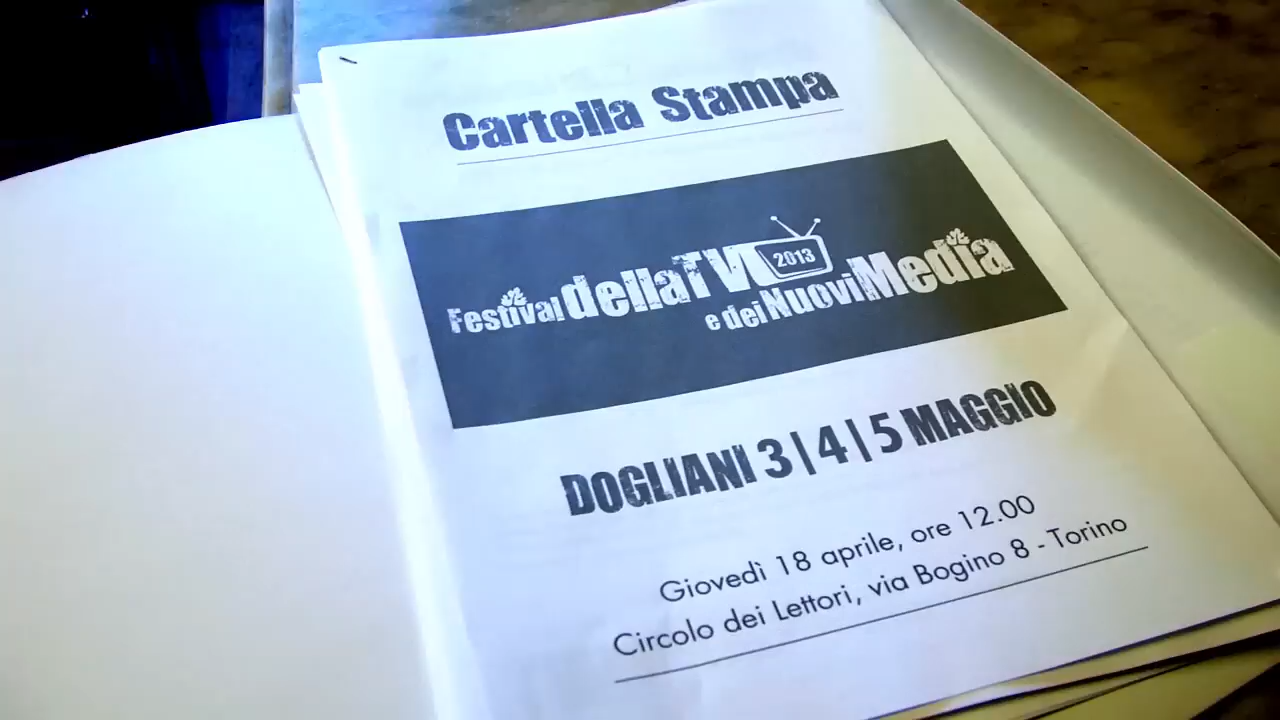 Cartella Stampa
Festival della TV 2013
e dei Nuovi Media
DOGLIANI 3|4|5 MAGGIO
Giovedì 18 aprile, ore 12.00
Circolo dei Lettori, via Bogino 8 - Torino